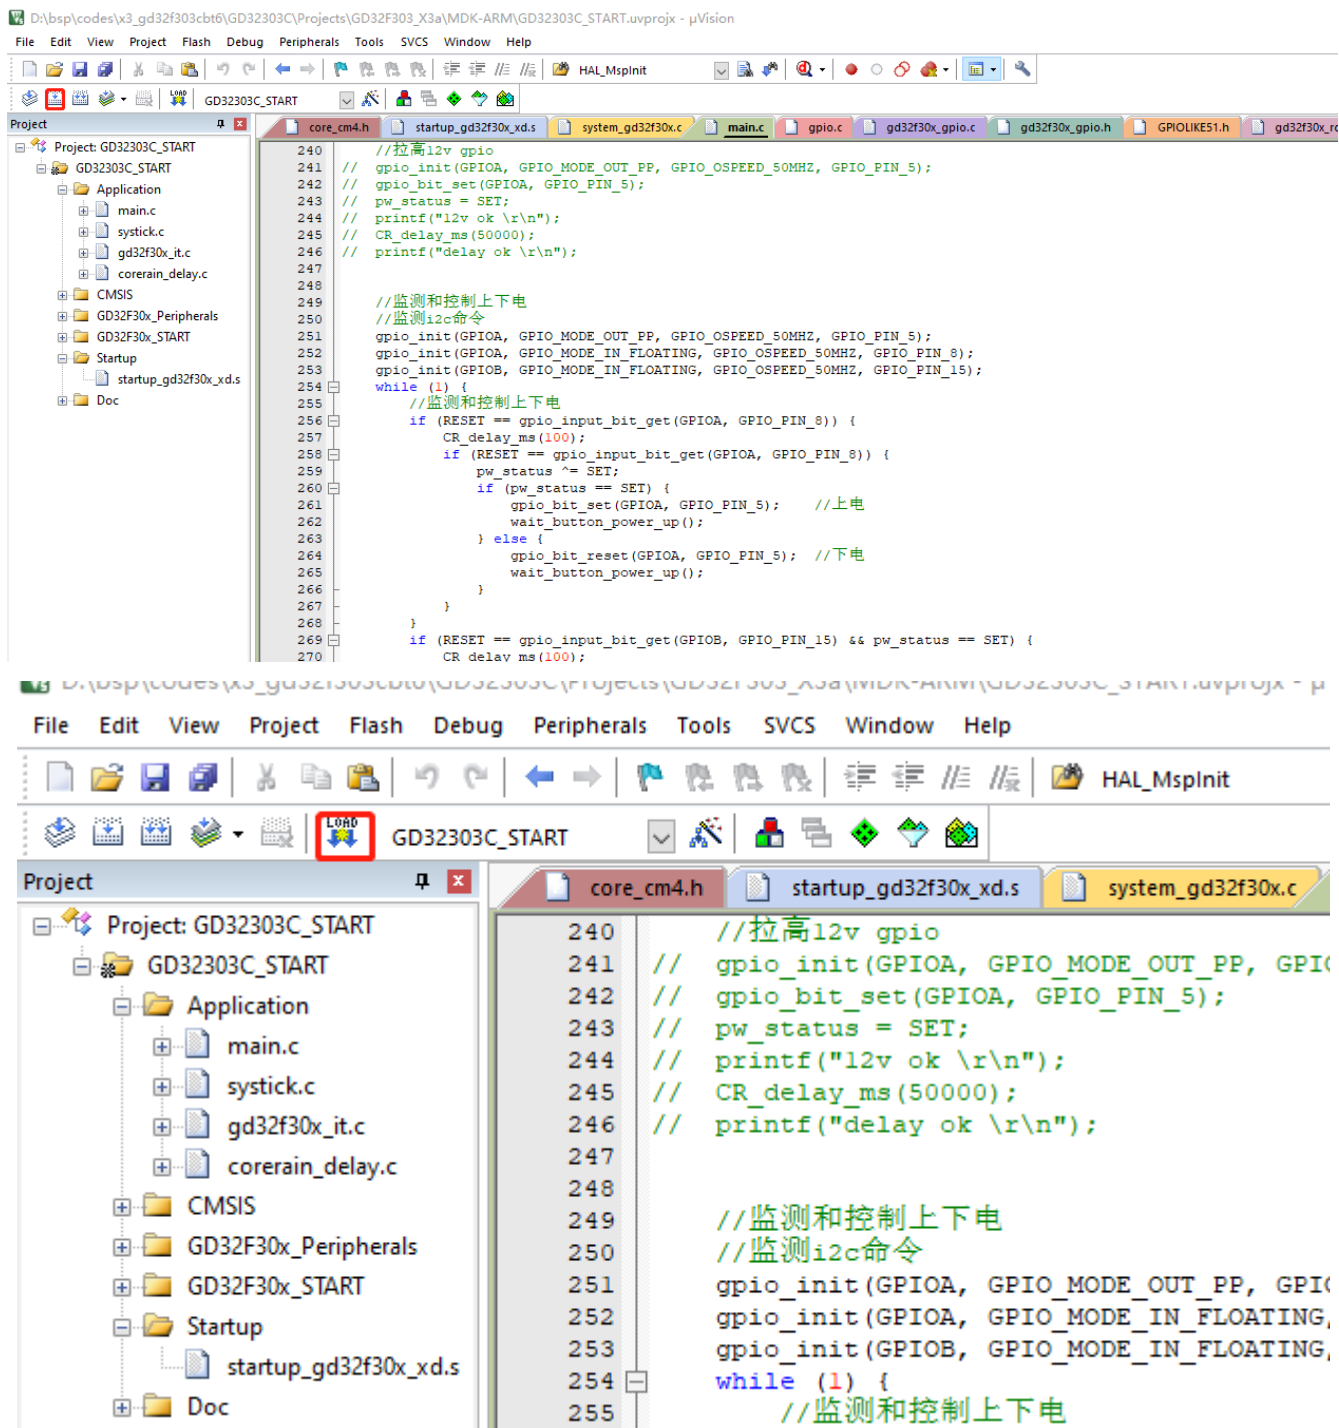 D:\bsp\codes\x3_gd32f303cbt6\GD32303C\Projects\GD32F303_X3a\MDK-ARM\GD32303C_START.uvprojx - µVision
File Edit View Project Flash Debug Peripherals Tools SVCS Window Help
HAL_MspInit
LOAD GD32303C_START
Project
core_cm4.h startup_gd32f30x_xd.s system_gd32f30x.c main.c gpio.c gd32f30x_gpio.c gd32f30x_gpio.h GPIOLIKE51.h
Project: GD32303C_START
GD32303C_START
Application
main.c
systick.c
gd32f30x_it.c
corerain_delay.c
CMSIS
GD32F30x_Peripherals
GD32F30x_START
Startup
startup_gd32f30x_xd.s
Doc
240 //拉高12v gpio
241 // gpio_init(GPIOA, GPIO_MODE_OUT_PP, GPIO_OSPEED_50MHZ, GPIO_PIN_5);
242 // gpio_bit_set(GPIOA, GPIO_PIN_5);
243 // pw_status = SET;
244 // printf("12v ok \r\n");
245 // CR_delay_ms(50000);
246 // printf("delay ok \r\n");
247
248
249 //监测和控制上下电
250 //监测i2c命令
251 gpio_init(GPIOA, GPIO_MODE_OUT_PP, GPIO_OSPEED_50MHZ, GPIO_PIN_5);
252 gpio_init(GPIOA, GPIO_MODE_IN_FLOATING, GPIO_OSPEED_50MHZ, GPIO_PIN_8);
253 gpio_init(GPIOB, GPIO_MODE_IN_FLOATING, GPIO_OSPEED_50MHZ, GPIO_PIN_15);
254 while (1) {
255 //监测和控制上下电
256 if (RESET == gpio_input_bit_get(GPIOA, GPIO_PIN_8)) {
257 CR_delay_ms(100);
258 if (RESET == gpio_input_bit_get(GPIOA, GPIO_PIN_8)) {
259 pw_status ^= SET;
260 if (pw_status == SET) {
261 gpio_bit_set(GPIOA, GPIO_PIN_5); //上电
262 wait_button_power_up();
263 } else {
264 gpio_bit_reset(GPIOA, GPIO_PIN_5); //下电
265 wait_button_power_up();
266 }
267 }
268 }
269 if (RESET == gpio_input_bit_get(GPIOB, GPIO_PIN_15) && pw_status == SET) {
270 CR_delay_ms(100);
D:\bsp\codes\x3_gd32f303cbt6\GD32303C\Projects\GD32F303_X3a\MDK-ARM\GD32303C_START.uvprojx - µ
File Edit View Project Flash Debug Peripherals Tools SVCS Window Help
HAL_MspInit
LOAD GD32303C_START
Project
core_cm4.h startup_gd32f30x_xd.s system_gd32f30x.c
Project: GD32303C_START
GD32303C_START
Application
main.c
systick.c
gd32f30x_it.c
corerain_delay.c
CMSIS
GD32F30x_Peripherals
GD32F30x_START
Startup
startup_gd32f30x_xd.s
Doc
240 //拉高12v gpio
241 // gpio_init(GPIOA, GPIO_MODE_OUT_PP, GPIO
242 // gpio_bit_set(GPIOA, GPIO_PIN_5);
243 // pw_status = SET;
244 // printf("12v ok \r\n");
245 // CR_delay_ms(50000);
246 // printf("delay ok \r\n");
247
248
249 //监测和控制上下电
250 //监测i2c命令
251 gpio_init(GPIOA, GPIO_MODE_OUT_PP, GPIO
252 gpio_init(GPIOA, GPIO_MODE_IN_FLOATING,
253 gpio_init(GPIOB, GPIO_MODE_IN_FLOATING,
254 while (1) {
255 //监测和控制上下电